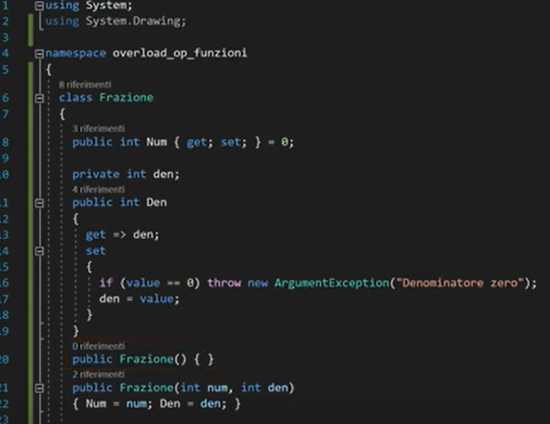 1 using System;
2 using System.Drawing;
3
4 namespace overload_op_funzioni
5 {
8 riferimenti
6 class Frazione
7 {
3 riferimenti
8 public int Num { get; set; } = 0;
9
10 private int den;
4 riferimenti
11 public int Den
12 {
13 get => den;
14 set
15 {
16 if (value == 0) throw new ArgumentException("Denominatore zero");
17 den = value;
18 }
19 }
0 riferimenti
20 public Frazione() { }
2 riferimenti
21 public Frazione(int num, int den)
22 { Num = num; Den = den; }
23